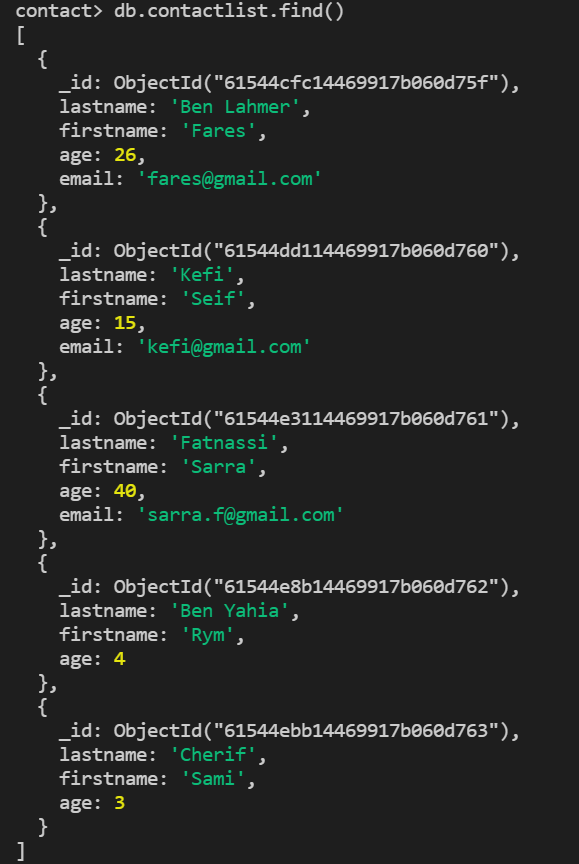 contact> db.contactlist.find()
[
  {
    _id: ObjectId("61544cfc14469917b060d75f"),
    lastname: 'Ben Lahmer',
    firstname: 'Fares',
    age: 26,
    email: 'fares@gmail.com'
  },
  {
    _id: ObjectId("61544dd114469917b060d760"),
    lastname: 'Kefi',
    firstname: 'Seif',
    age: 15,
    email: 'kefi@gmail.com'
  },
  {
    _id: ObjectId("61544e3114469917b060d761"),
    lastname: 'Fatnassi',
    firstname: 'Sarra',
    age: 40,
    email: 'sarra.f@gmail.com'
  },
  {
    _id: ObjectId("61544e8b14469917b060d762"),
    lastname: 'Ben Yahia',
    firstname: 'Rym',
    age: 4
  },
  {
    _id: ObjectId("61544ebb14469917b060d763"),
    lastname: 'Cherif',
    firstname: 'Sami',
    age: 3
  }
]